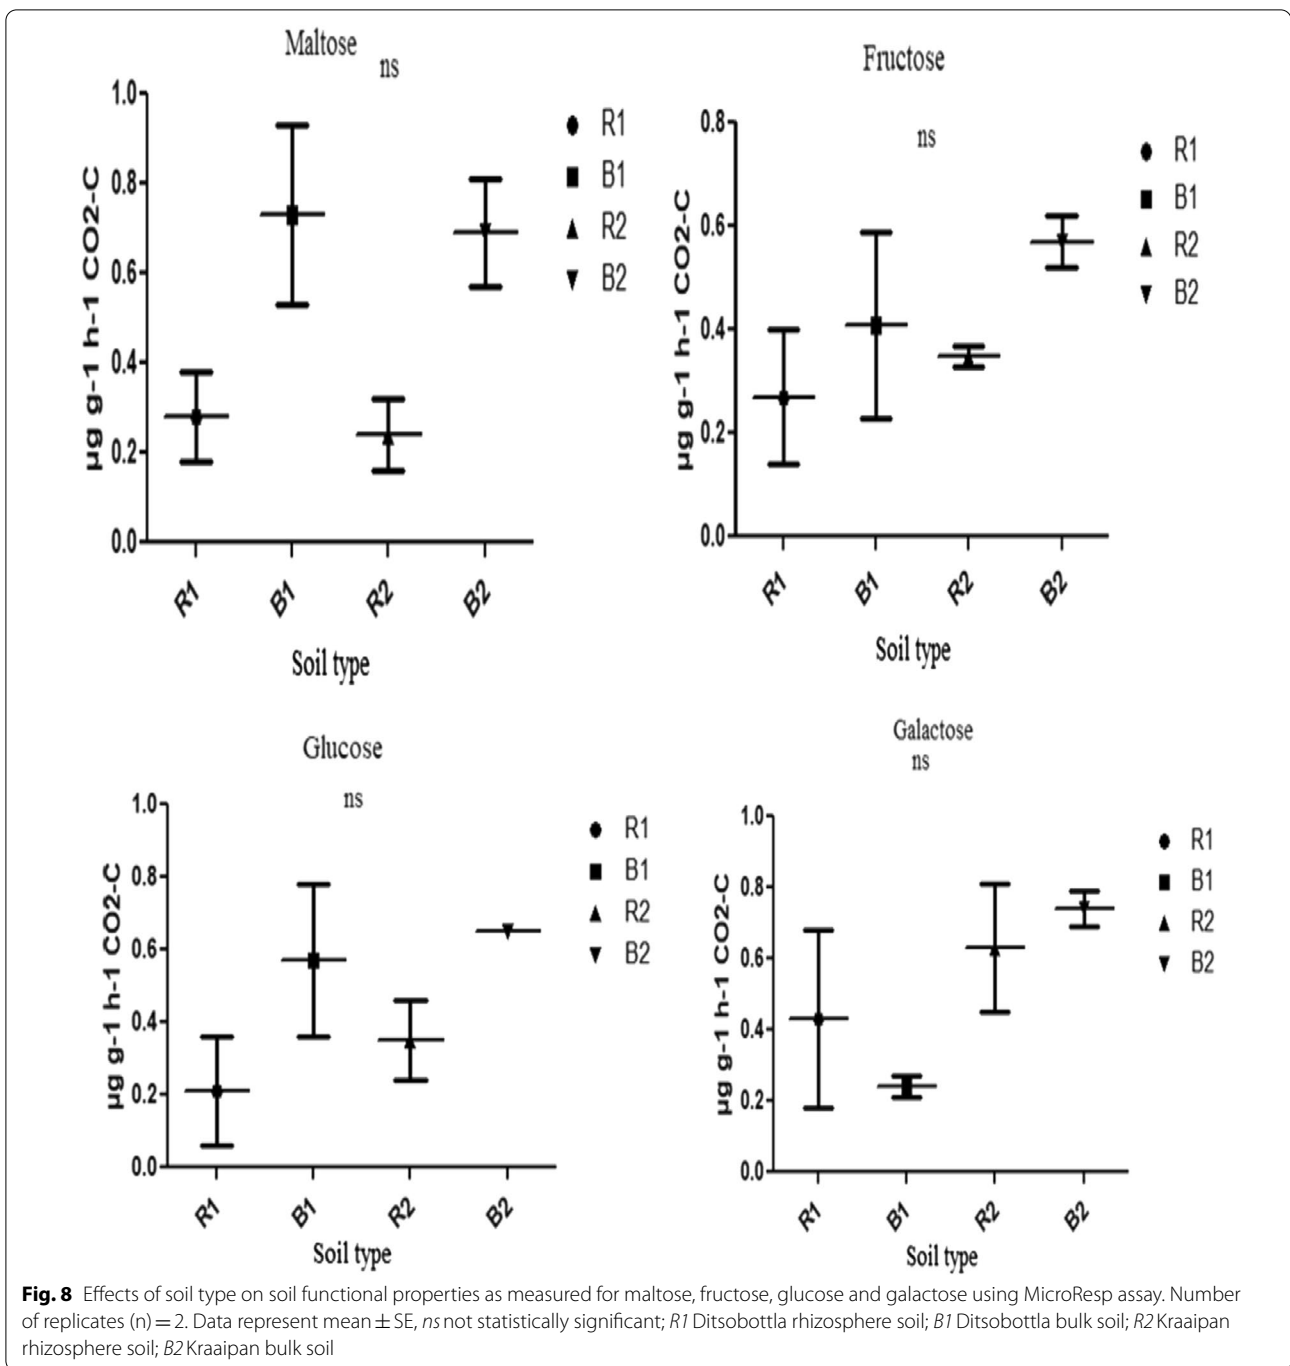 Maltose
ns
µg g-1 h-1 CO2-C
1.0
0.8
0.6
0.4
0.2
0.0
R1
B1
R2
B2
R1
B1
R2
B2
Soil type
Fructose
ns
µg g-1 h-1 CO2-C
0.8
0.6
0.4
0.2
0.0
R1
B1
R2
B2
R1
B1
R2
B2
Soil type
Glucose
ns
µg g-1 h-1 CO2-C
1.0
0.8
0.6
0.4
0.2
0.0
R1
B1
R2
B2
R1
B1
R2
B2
Soil type
Galactose
ns
µg g-1 h-1 CO2-C
1.0
0.8
0.6
0.4
0.2
0.0
R1
B1
R2
B2
R1
B1
R2
B2
Soil type
Fig. 8 Effects of soil type on soil functional properties as measured for maltose, fructose, glucose and galactose using MicroResp assay. Number
of replicates (n) = 2. Data represent mean ± SE, ns not statistically significant; R1 Ditsobottla rhizosphere soil; B1 Ditsobottla bulk soil; R2 Kraaipan
rhizosphere soil; B2 Kraaipan bulk soil